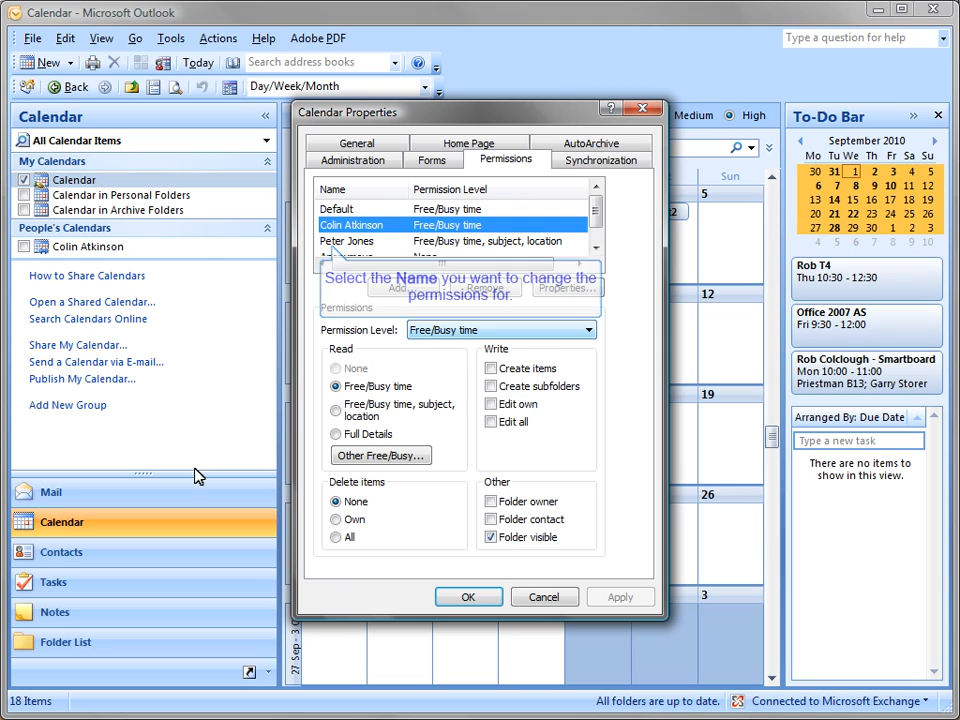 Calendar - Microsoft Outlook
File Edit View Go Tools Actions Help Adobe PDF
Type a question for help
New Today Search address books
Back Day/Week/Month
Calendar
All Calendar Items
My Calendars
Calendar
Calendar in Personal Folders
Calendar in Archive Folders
People's Calendars
Colin Atkinson
How to Share Calendars
Open a Shared Calendar...
Search Calendars Online
Share My Calendar...
Send a Calendar via E-mail...
Publish My Calendar...
Add New Group
Mail
Calendar
Contacts
Tasks
Notes
Folder List
Calendar Properties
General Home Page AutoArchive
Administration Forms Permissions Synchronization
Name Permission Level
Default Free/Busy time
Colin Atkinson Free/Busy time
Peter Jones Free/Busy time, subject, location
Select the Name you want to change the
permissions for.
Add... Remove Properties...
Permissions
Permission Level: Free/Busy time
Read
None
Free/Busy time
Free/Busy time, subject,
location
Full Details
Other Free/Busy...
Write
Create items
Create subfolders
Edit own
Edit all
Delete items
None
Own
All
Other
Folder owner
Folder contact
Folder visible
OK Cancel Apply
Medium High
Sun
5
12
19
26
3
27 Sep - 3
To-Do Bar
September 2010
Mo Tu We Th Fr Sa Su
30 31 1 2 3 4 5
6 7 8 9 10 11 12
13 14 15 16 17 18 19
20 21 22 23 24 25 26
27 28 29 30 1 2 3
4 5 6 7 8 9 10
Rob T4
Thu 10:30 - 12:30
Office 2007 AS
Fri 9:30 - 12:00
Rob Colclough - Smartboard
Mon 10:00 - 11:00
Priestman B13; Garry Storer
Arranged By: Due Date
Type a new task
There are no items to
show in this view.
18 Items
All folders are up to date. Connected to Microsoft Exchange